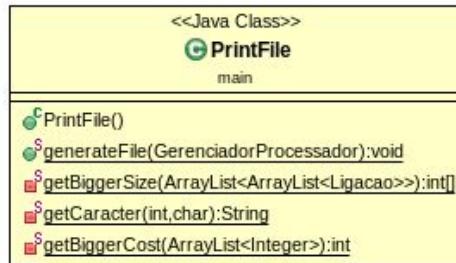 <<Java Class>>
PrintFile
main
PrintFile()
generateFile(GerenciadorProcessador):void
getBiggerSize(ArrayList<ArrayList<Ligacao>>):int[]
getCaracter(int,char):String
getBiggerCost(ArrayList<Integer>):int